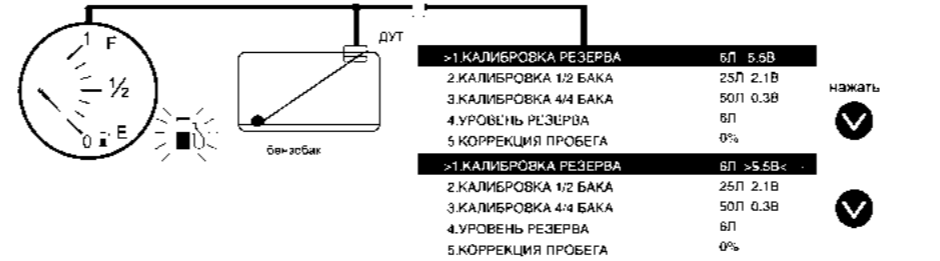 1 F
1/2
0 E
ДУТ
бензобак
>1.КАЛИБРОВКА РЕЗЕРВА 6Л 5.5В
2.КАЛИБРОВКА 1/2 БАКА 25Л 2.1В
3.КАЛИБРОВКА 4/4 БАКА 50Л 0.3В
4.УРОВЕНЬ РЕЗЕРВА 6Л
5.КОРРЕКЦИЯ ПРОБЕГА 0%
нажать
>1.КАЛИБРОВКА РЕЗЕРВА 6Л >5.5В<
2.КАЛИБРОВКА 1/2 БАКА 25Л 2.1В
3.КАЛИБРОВКА 4/4 БАКА 50Л 0.3В
4.УРОВЕНЬ РЕЗЕРВА 6Л
5.КОРРЕКЦИЯ ПРОБЕГА 0%